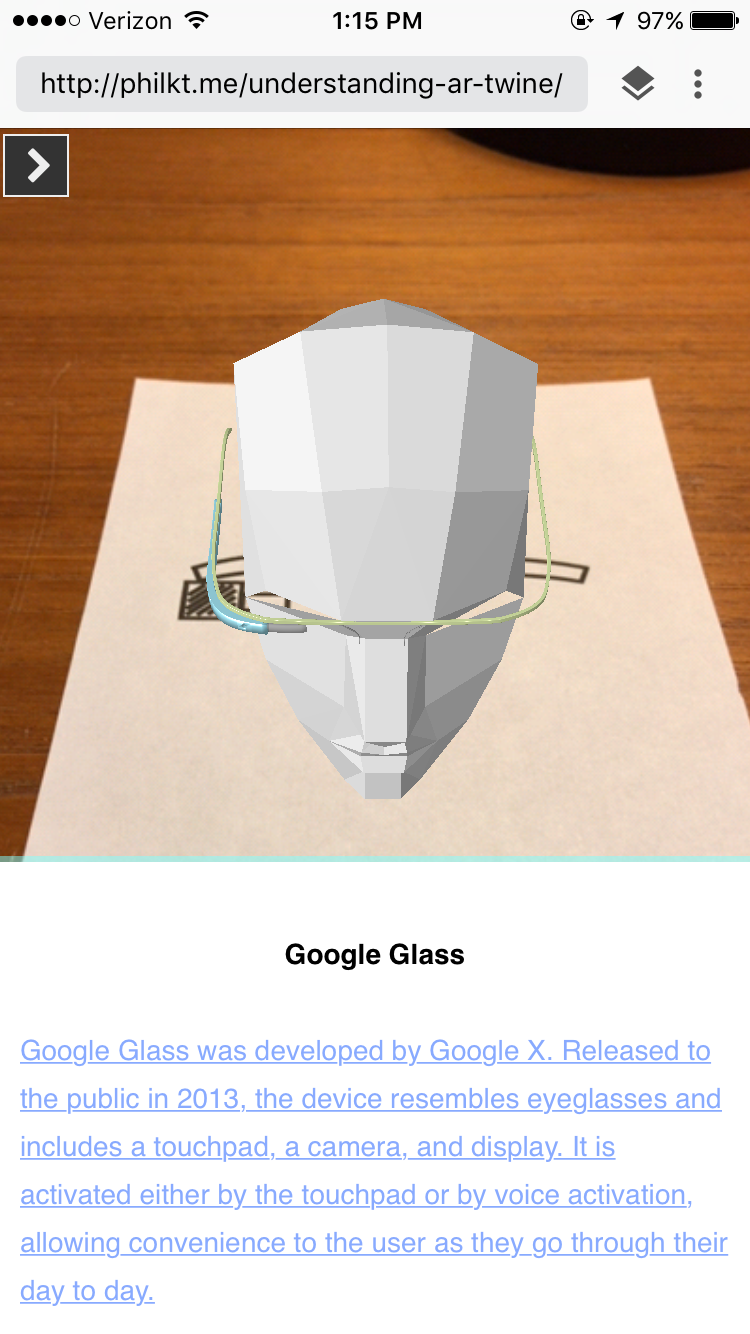 Verizon 1:15 PM 97%
http://philkt.me/understanding-ar-twine/
Google Glass
Google Glass was developed by Google X. Released to
the public in 2013, the device resembles eyeglasses and
includes a touchpad, a camera, and display. It is
activated either by the touchpad or by voice activation,
allowing convenience to the user as they go through their
day to day.